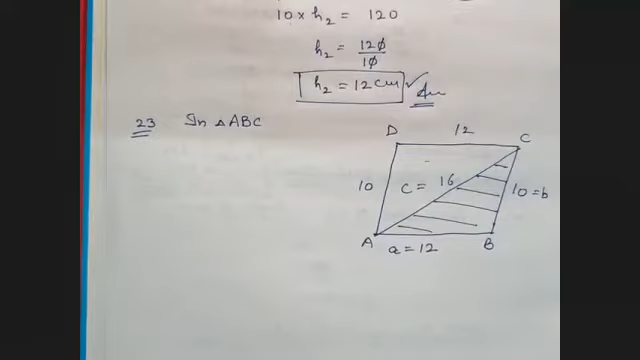 10 × h₂ = 120
h₂ = 120/10
h₂ = 12 cm ✓ Ans
23 In △ABC
D 12 C
10 c = 16 10 = b
A a = 12 B